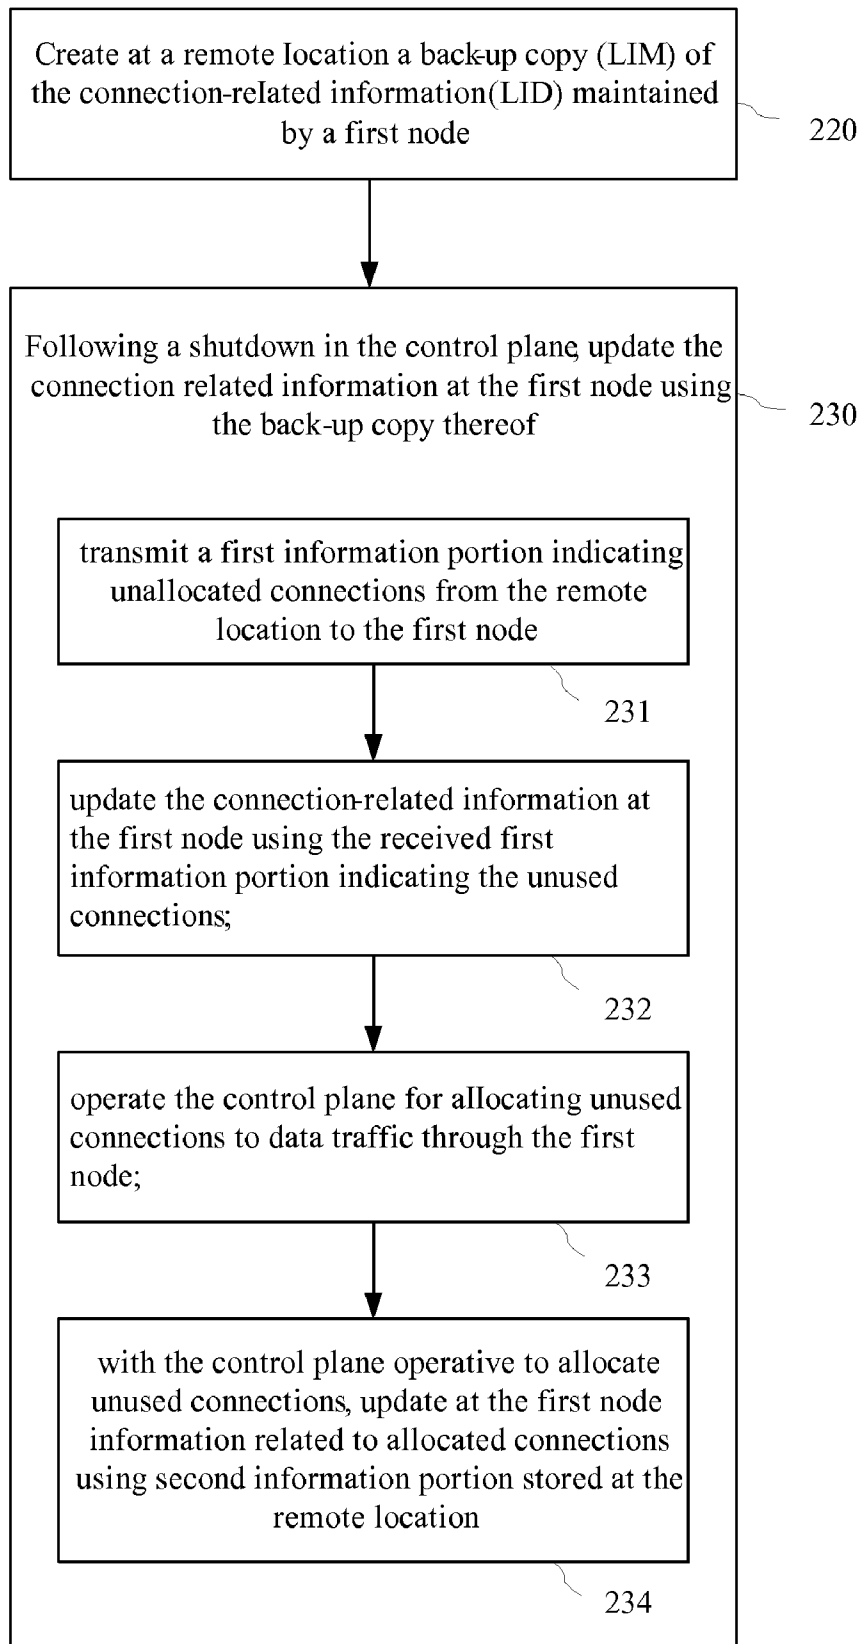 Create at a remote location a back-up copy (LIM) of
the connection-related information(LID) maintained
by a first node
220
Following a shutdown in the control plane, update the
connection related information at the first node using
the back-up copy thereof
230
transmit a first information portion indicating
unallocated connections from the remote
location to the first node
231
update the connection-related information at
the first node using the received first
information portion indicating the unused
connections;
232
operate the control plane for allocating unused
connections to data traffic through the first
node;
233
with the control plane operative to allocate
unused connections, update at the first node
information related to allocated connections
using second information portion stored at the
remote location
234